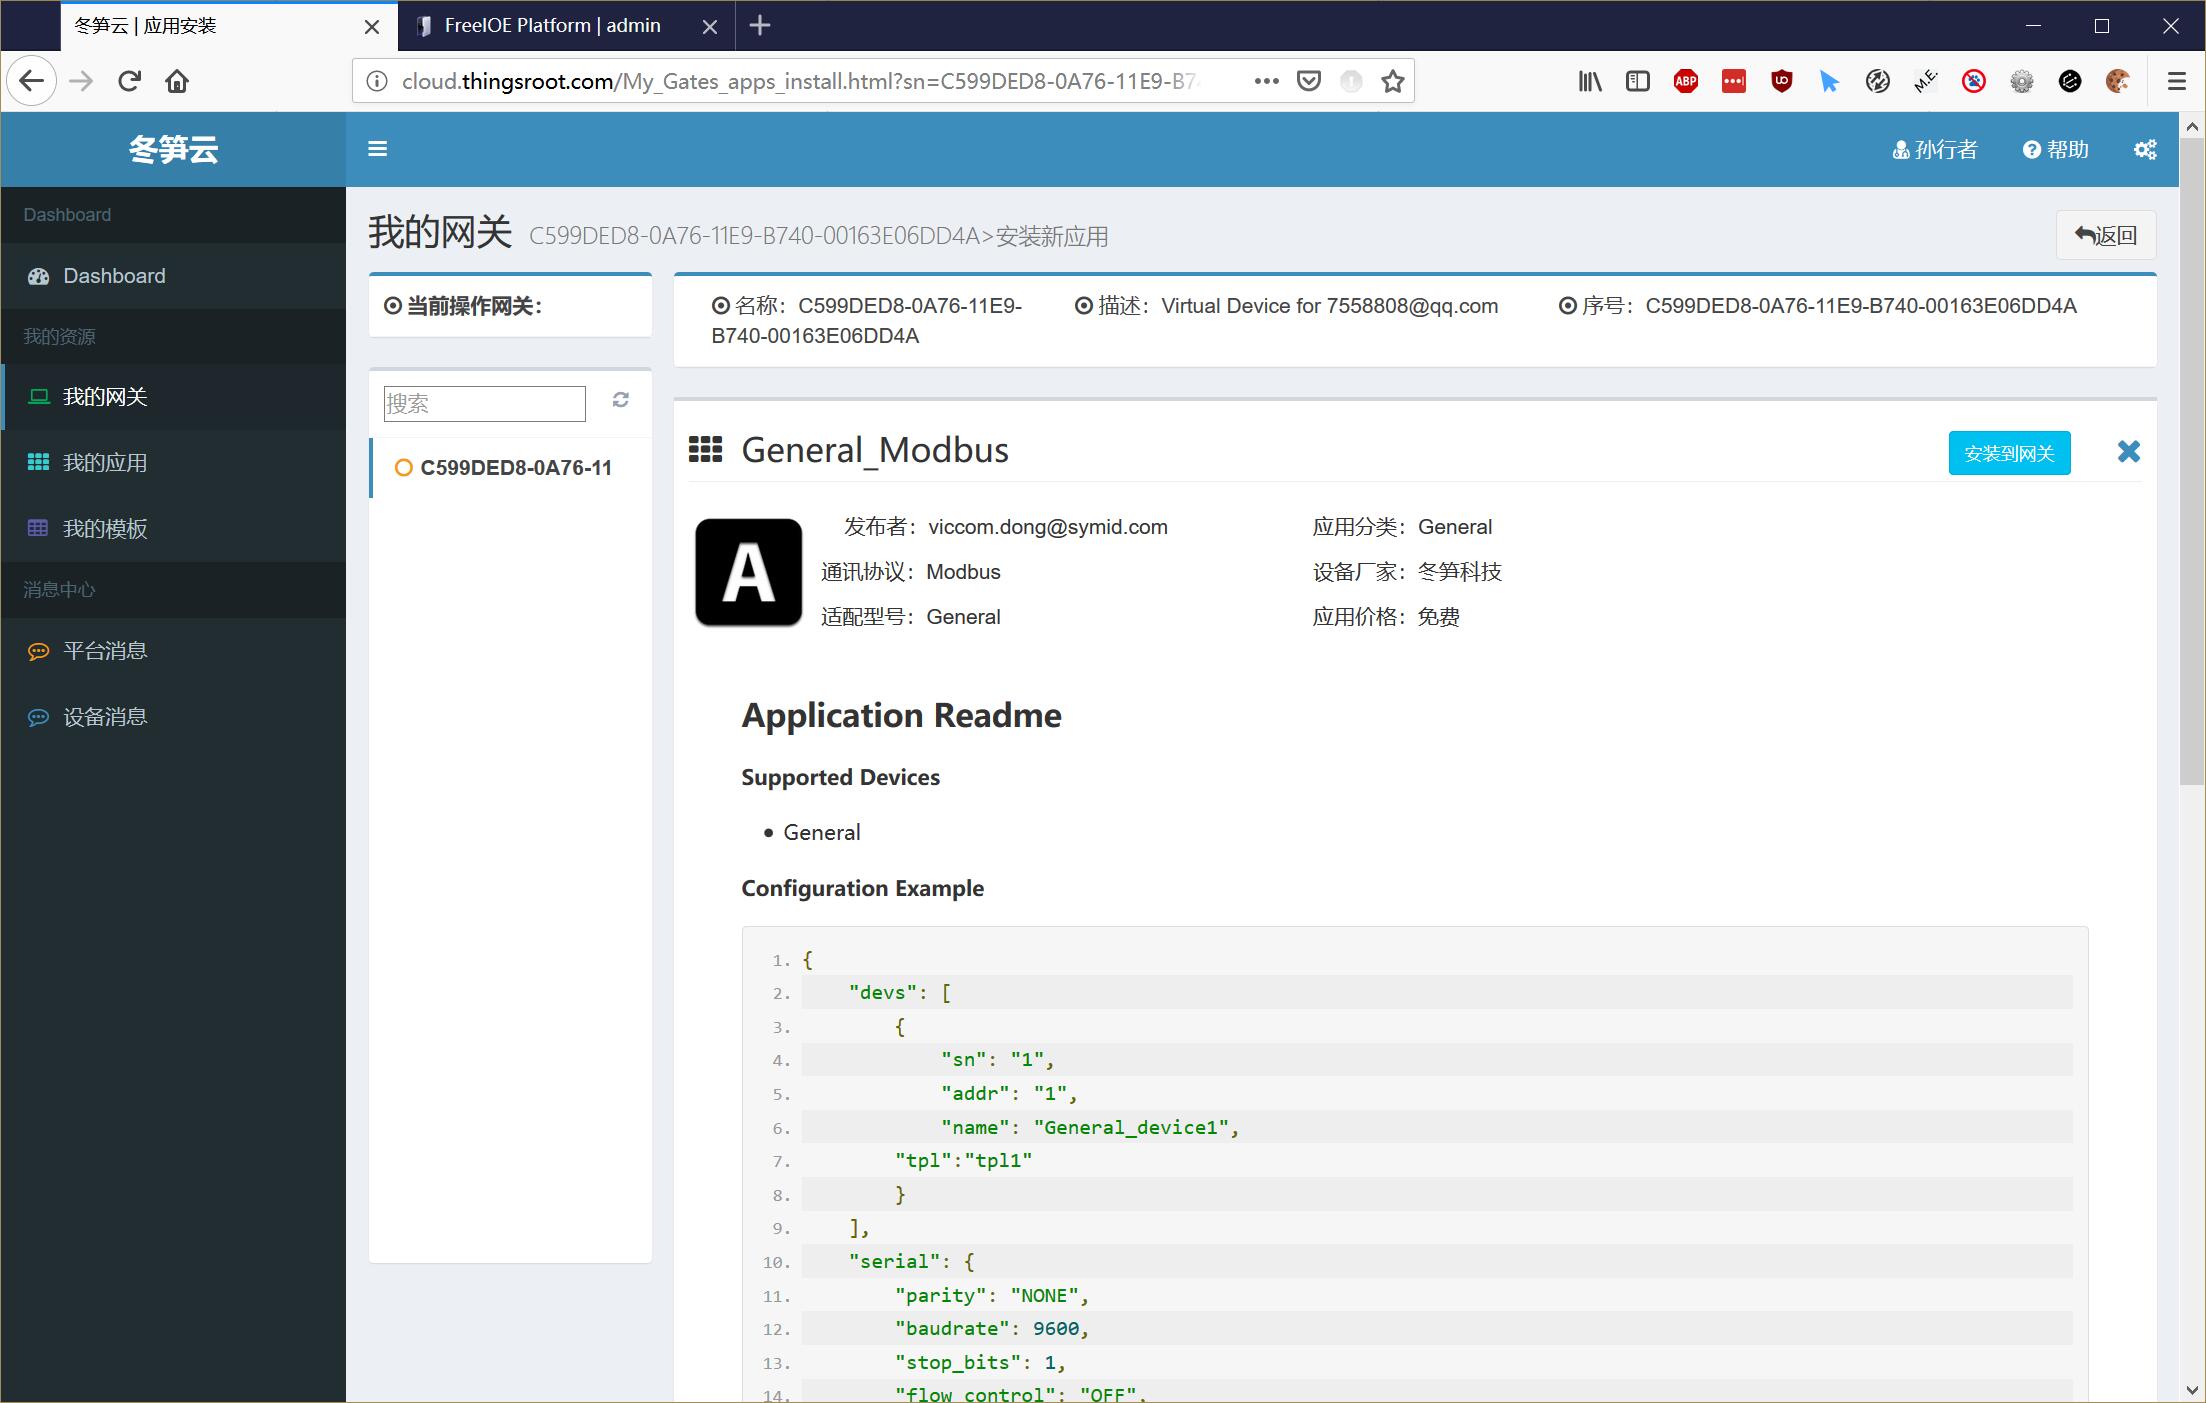 冬笋云 | 应用安装
FreeIOE Platform | admin
cloud.thingsroot.com/My_Gates_apps_install.html?sn=C599DED8-0A76-11E9-B74
ABP
M.E.
冬笋云
孙行者
帮助
Dashboard
Dashboard
我的资源
我的网关
我的应用
我的模板
消息中心
平台消息
设备消息
我的网关 C599DED8-0A76-11E9-B740-00163E06DD4A>安装新应用
返回
当前操作网关：
名称：C599DED8-0A76-11E9-
B740-00163E06DD4A
描述：Virtual Device for 7558808@qq.com
序号：C599DED8-0A76-11E9-B740-00163E06DD4A
搜索
C599DED8-0A76-11
General_Modbus
安装到网关
A
发布者：viccom.dong@symid.com
应用分类：General
通讯协议：Modbus
设备厂家：冬笋科技
适配型号：General
应用价格：免费
Application Readme
Supported Devices
General
Configuration Example
1. {
2. "devs": [
3. {
4. "sn": "1",
5. "addr": "1",
6. "name": "General_device1",
7. "tpl":"tpl1"
8. }
9. ],
10. "serial": {
11. "parity": "NONE",
12. "baudrate": 9600,
13. "stop_bits": 1,
14. "flow_control": "OFF",